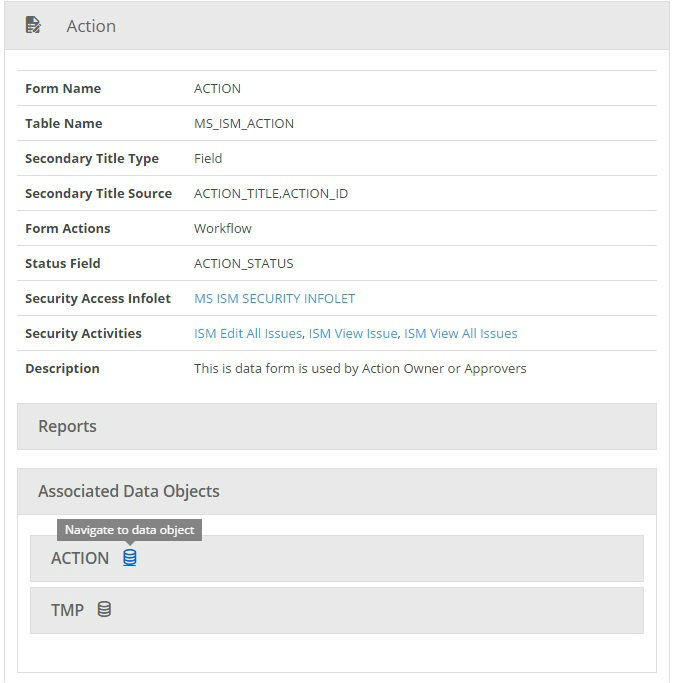 Action
Form Name ACTION
Table Name MS_ISM_ACTION
Secondary Title Type Field
Secondary Title Source ACTION_TITLE,ACTION_ID
Form Actions Workflow
Status Field ACTION_STATUS
Security Access Infolet MS ISM SECURITY INFOLET
Security Activities ISM Edit All Issues, ISM View Issue, ISM View All Issues
Description This is data form is used by Action Owner or Approvers
Reports
Associated Data Objects
Navigate to data object
ACTION
TMP